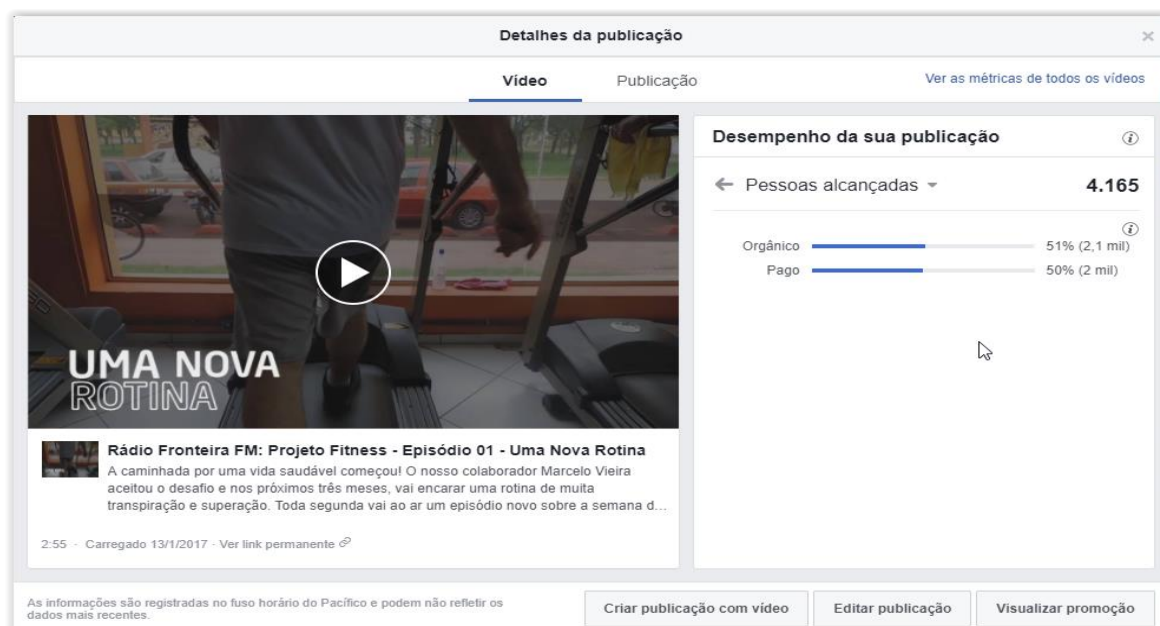 Detalhes da publicação
Vídeo Publicação Ver as métricas de todos os vídeos
UMA NOVA
ROTINA
Rádio Fronteira FM: Projeto Fitness - Episódio 01 - Uma Nova Rotina
A caminhada por uma vida saudável começou! O nosso colaborador Marcelo Vieira
aceitou o desafio e nos próximos três meses, vai encarar uma rotina de muita
transpiração e superação. Toda segunda vai ao ar um episódio novo sobre a semana d...
2:55 · Carregado 13/1/2017 · Ver link permanente
Desempenho da sua publicação
Pessoas alcançadas 4.165
Orgânico 51% (2,1 mil)
Pago 50% (2 mil)
As informações são registradas no fuso horário do Pacífico e podem não refletir os
dados mais recentes.
Criar publicação com vídeo Editar publicação Visualizar promoção